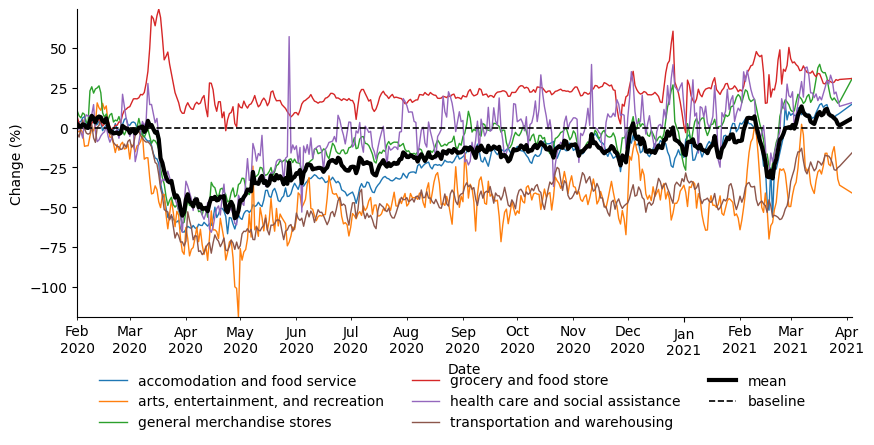 Change (%)
50
25
0
−25
−50
−75
−100
Feb Mar Apr May Jun Jul Aug Sep Oct Nov Dec Jan Feb Mar Apr
2020 2020 2020 2020 2020 2020 2020 2020 2020 2020 2020 2021 2021 2021 2021
Date
accomodation and food service
arts, entertainment, and recreation
general merchandise stores
grocery and food store
health care and social assistance
transportation and warehousing
mean
baseline